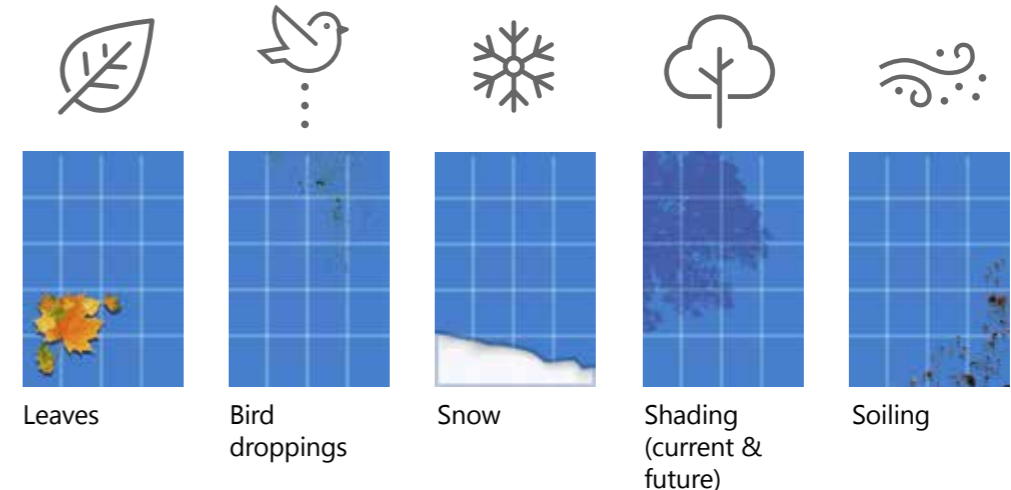 Leaves
Bird
droppings
Snow
Shading
(current &
future)
Soiling